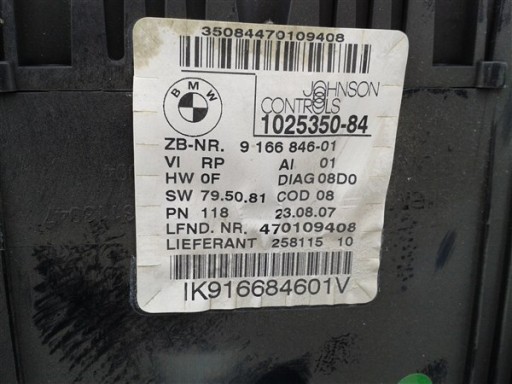 35084470109408
BMW
JOHNSON
CONTROLS
1025350-84
ZB-NR. 9 166 846-01
VI RP AI 01
HW 0F DIAG 08D0
SW 79.50.81 COD 08
PN 118 23.08.07
LFND. NR. 470109408
LIEFERANT 258115 10
IK916684601V